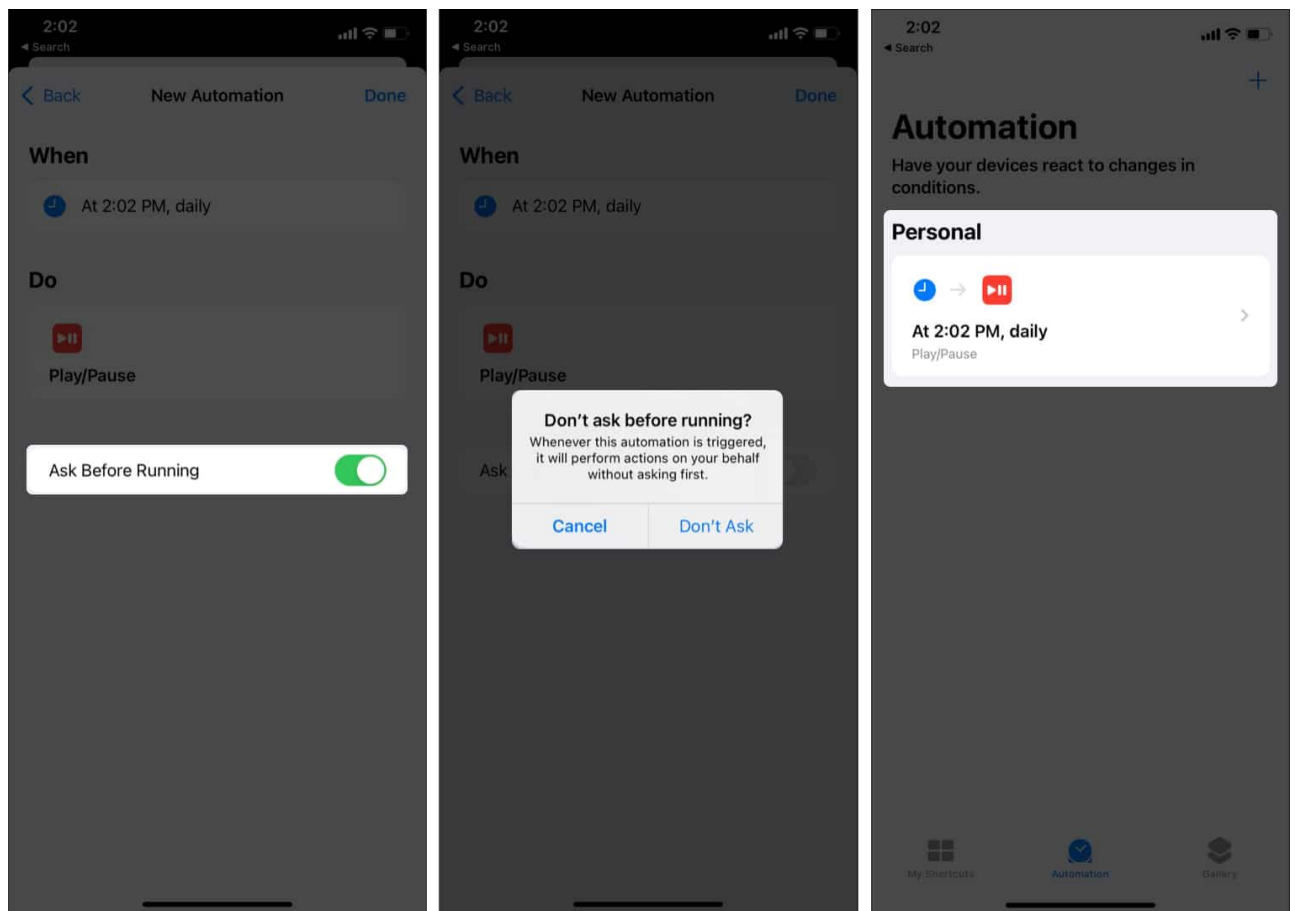 2:02
◀ Search
Back
New Automation
Done
When
At 2:02 PM, daily
Do
Play/Pause
Ask Before Running
2:02
◀ Search
Back
New Automation
Done
When
At 2:02 PM, daily
Do
Play/Pause
Ask
Don't ask before running?
Whenever this automation is triggered,
it will perform actions on your behalf
without asking first.
Cancel
Don't Ask
2:02
◀ Search
Automation
Have your devices react to changes in
conditions.
Personal
At 2:02 PM, daily
Play/Pause
My Shortcuts
Automation
Gallery